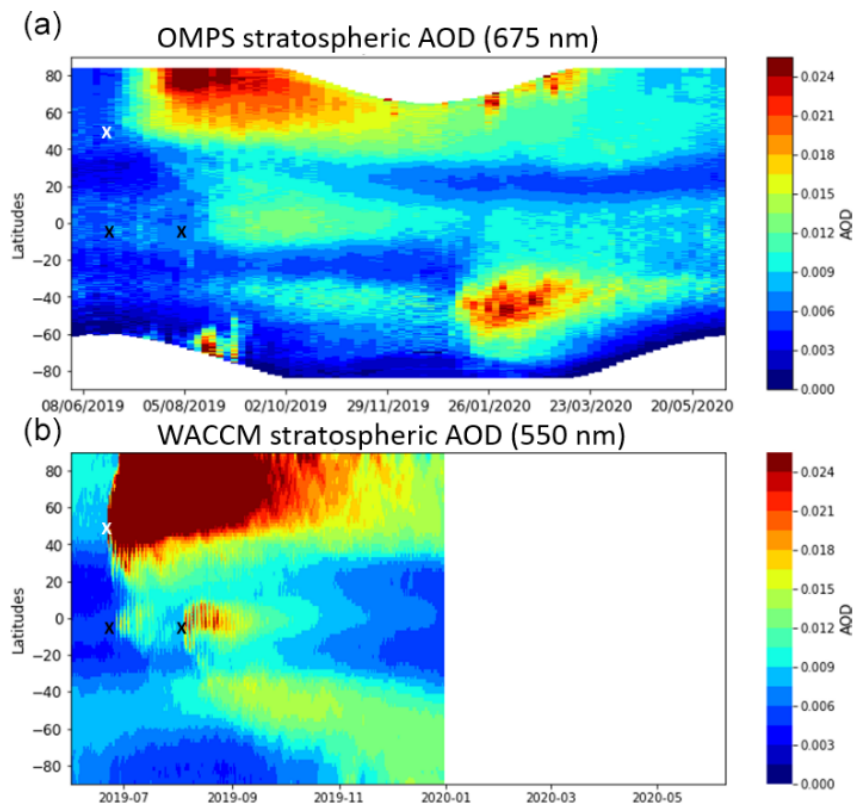 (a)
OMPS stratospheric AOD (675 nm)
80
60
40
20
0
−20
−40
−60
−80
Latitudes
X
X
X
08/06/2019 05/08/2019 02/10/2019 29/11/2019 26/01/2020 23/03/2020 20/05/2020
0.024
0.021
0.018
0.015
0.012
0.009
0.006
0.003
0.000
AOD
(b)
WACCM stratospheric AOD (550 nm)
80
60
40
20
0
−20
−40
−60
−80
Latitudes
X
X
X
2019-07 2019-09 2019-11 2020-01 2020-03 2020-05
0.024
0.021
0.018
0.015
0.012
0.009
0.006
0.003
0.000
AOD